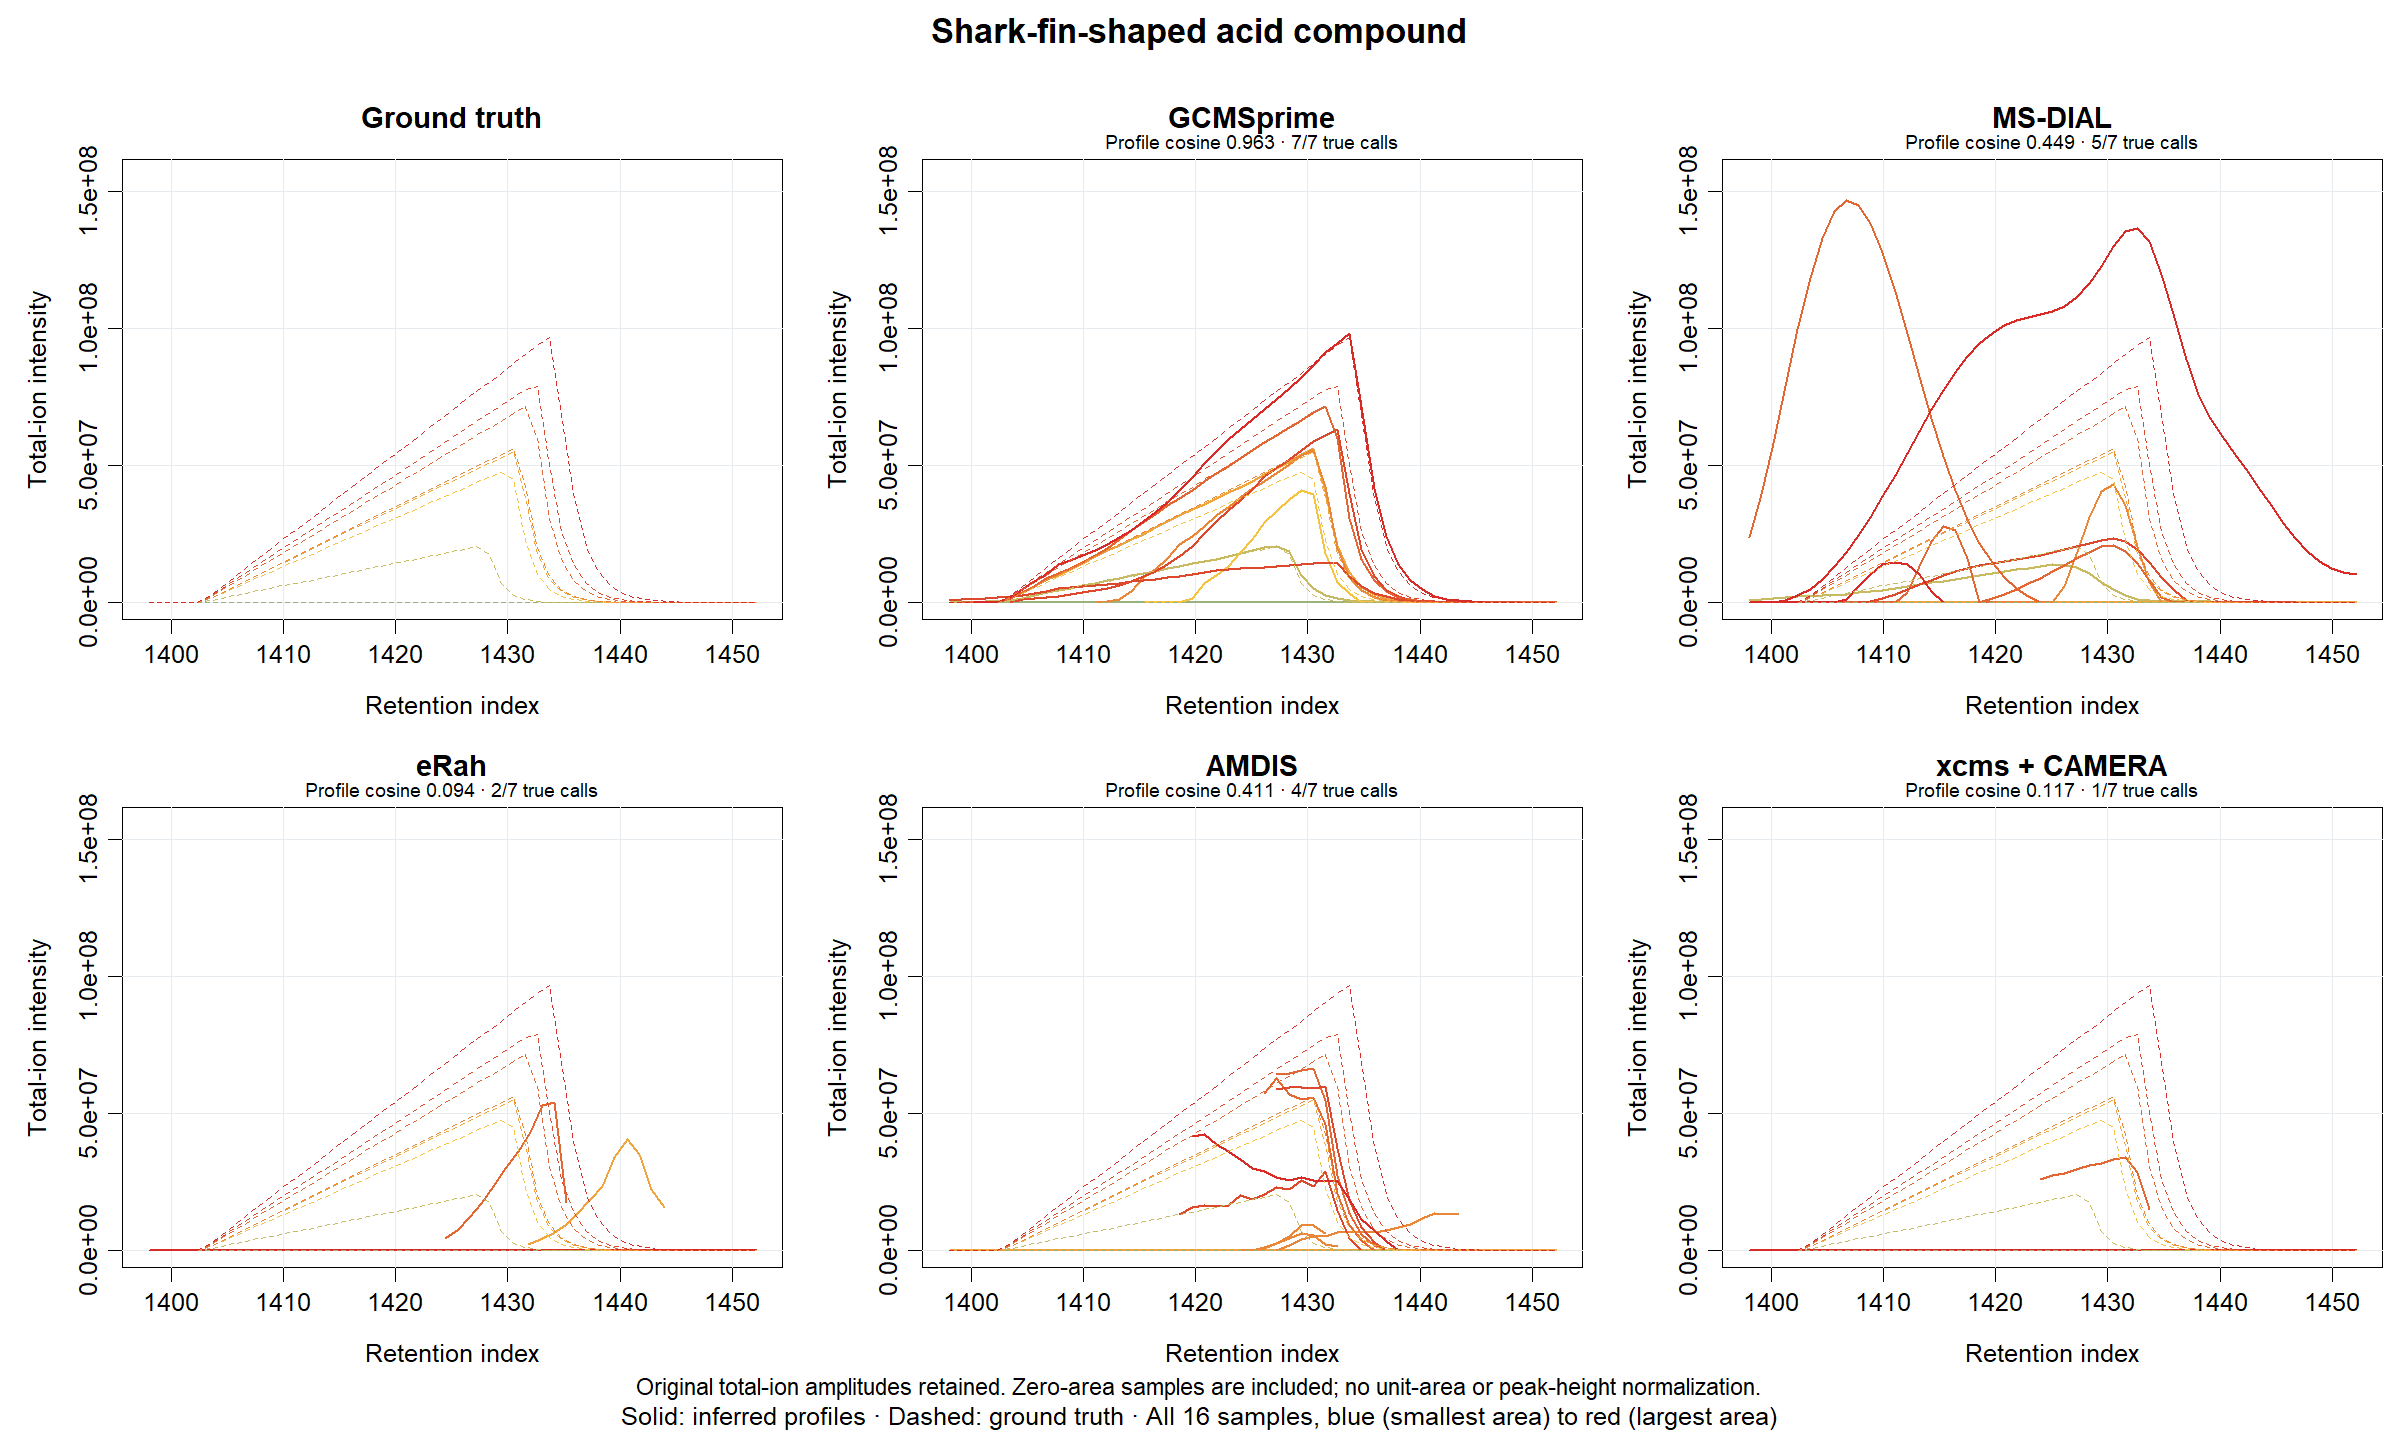 Shark-fin-shaped acid compound
Ground truth
Total-ion intensity
0.0e+00 5.0e+07 1.0e+08 1.5e+08
1400 1410 1420 1430 1440 1450
Retention index
GCMSprime
Profile cosine 0.963 · 7/7 true calls
Total-ion intensity
0.0e+00 5.0e+07 1.0e+08 1.5e+08
1400 1410 1420 1430 1440 1450
Retention index
MS-DIAL
Profile cosine 0.449 · 5/7 true calls
Total-ion intensity
0.0e+00 5.0e+07 1.0e+08 1.5e+08
1400 1410 1420 1430 1440 1450
Retention index
eRah
Profile cosine 0.094 · 2/7 true calls
Total-ion intensity
0.0e+00 5.0e+07 1.0e+08 1.5e+08
1400 1410 1420 1430 1440 1450
Retention index
AMDIS
Profile cosine 0.411 · 4/7 true calls
Total-ion intensity
0.0e+00 5.0e+07 1.0e+08 1.5e+08
1400 1410 1420 1430 1440 1450
Retention index
xcms + CAMERA
Profile cosine 0.117 · 1/7 true calls
Total-ion intensity
0.0e+00 5.0e+07 1.0e+08 1.5e+08
1400 1410 1420 1430 1440 1450
Retention index
Original total-ion amplitudes retained. Zero-area samples are included; no unit-area or peak-height normalization.
Solid: inferred profiles · Dashed: ground truth · All 16 samples, blue (smallest area) to red (largest area)